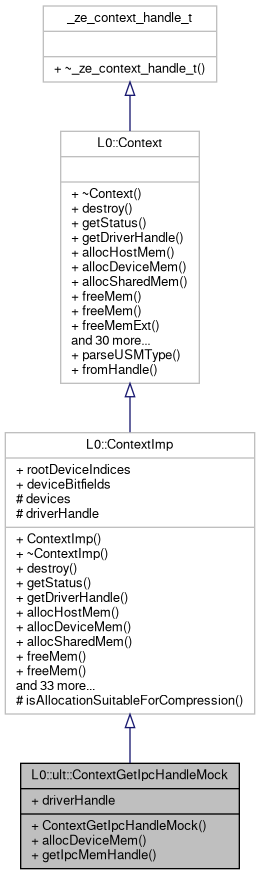 _ze_context_handle_t
+ ~_ze_context_handle_t()
L0::Context
+ ~Context()
+ destroy()
+ getStatus()
+ getDriverHandle()
+ allocHostMem()
+ allocDeviceMem()
+ allocSharedMem()
+ freeMem()
+ freeMem()
+ freeMemExt()
and 30 more...
+ parseUSMType()
+ fromHandle()
L0::ContextImp
+ rootDeviceIndices
+ deviceBitfields
# devices
# driverHandle
+ ContextImp()
+ ~ContextImp()
+ destroy()
+ getStatus()
+ getDriverHandle()
+ allocHostMem()
+ allocDeviceMem()
+ allocSharedMem()
+ freeMem()
+ freeMem()
and 33 more...
# isAllocationSuitableForCompression()
L0::ult::ContextGetIpcHandleMock
+ driverHandle
+ ContextGetIpcHandleMock()
+ allocDeviceMem()
+ getIpcMemHandle()